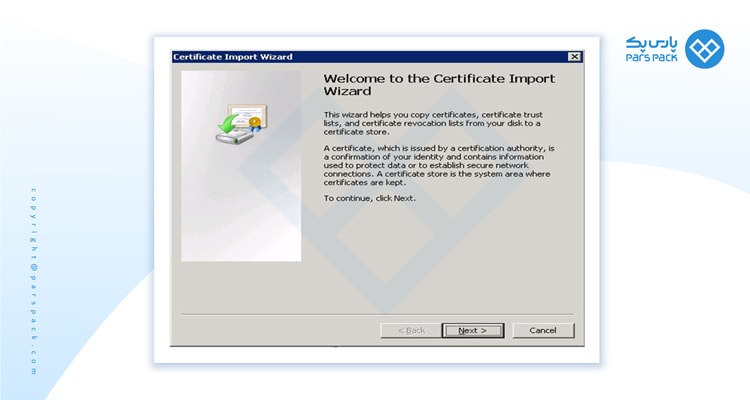 پارس پک
Pars Pack
Certificate Import Wizard
Welcome to the Certificate Import
Wizard
This wizard helps you copy certificates, certificate trust
lists, and certificate revocation lists from your disk to a
certificate store.
A certificate, which is issued by a certification authority, is
a confirmation of your identity and contains information
used to protect data or to establish secure network
connections. A certificate store is the system area where
certificates are kept.
To continue, click Next.
< Back
Next >
Cancel
copyright@parspack.com